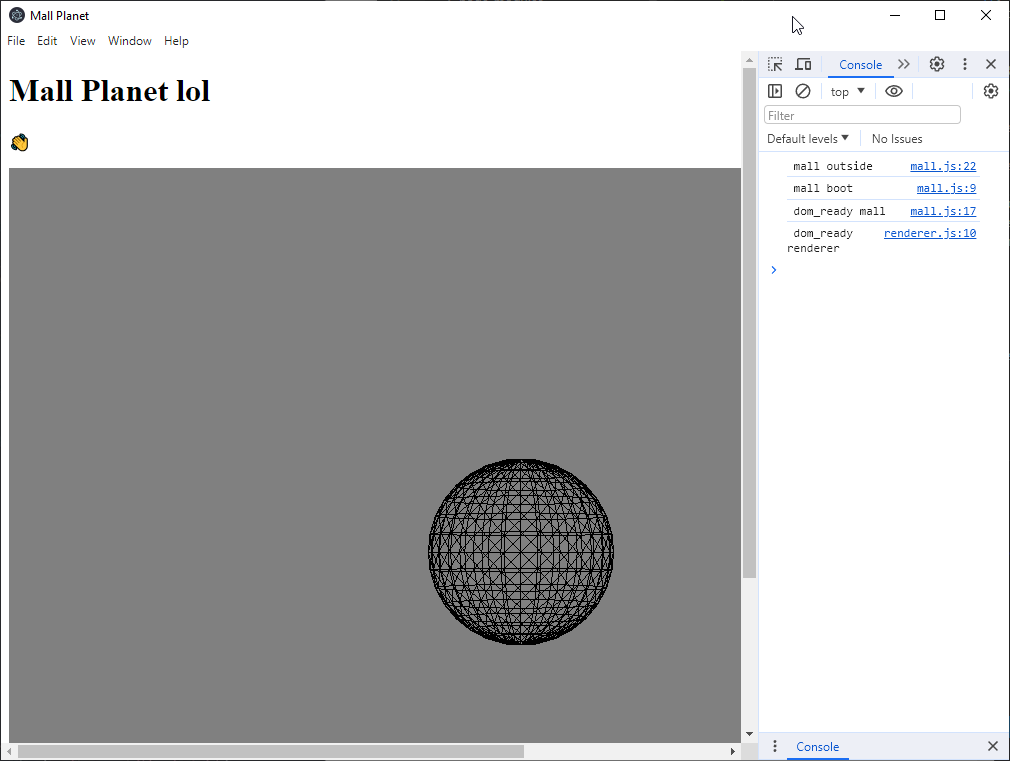 Mall Planet
File Edit View Window Help
Mall Planet lol
👏
Console
top
Filter
Default levels No Issues
mall outside mall.js:22
mall boot mall.js:9
dom_ready mall mall.js:17
dom_ready renderer.js:10
renderer
Console